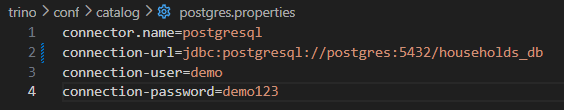 trino > conf > catalog > postgres.properties
1 connector.name=postgresql
2 connection-url=jdbc:postgresql://postgres:5432/households_db
3 connection-user=demo
4 connection-password=demo123